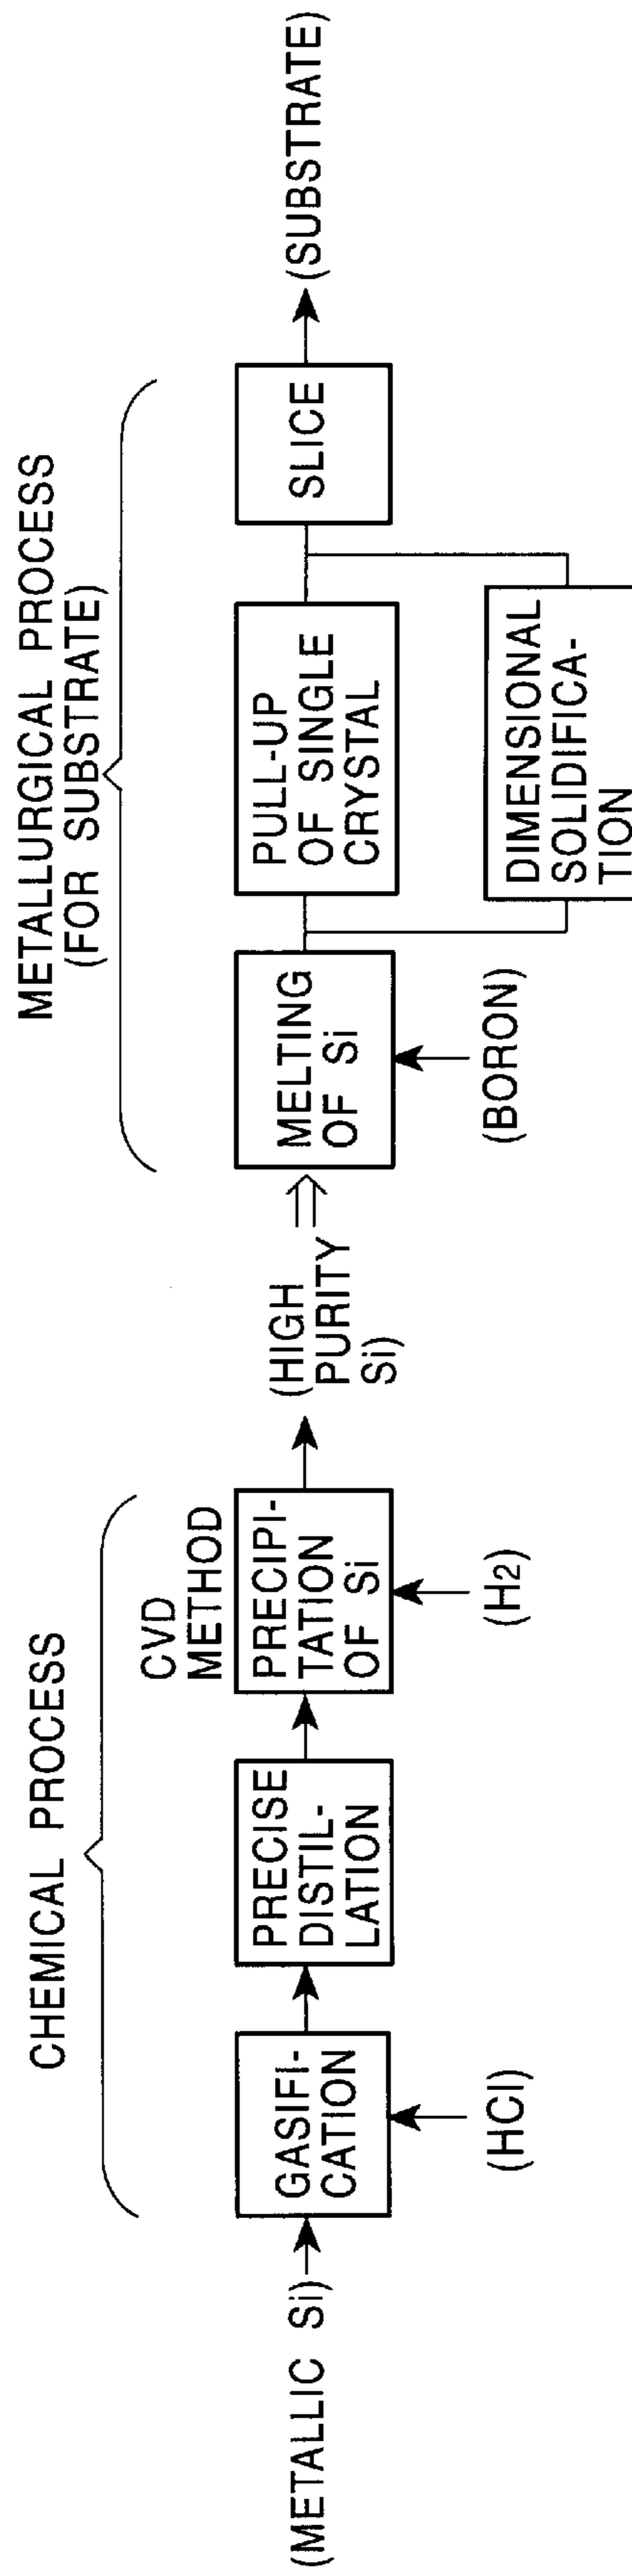 CHEMICAL PROCESS
METALLURGICAL PROCESS
(FOR SUBSTRATE)
CVD
METHOD
(METALLIC Si)
GASIFI-
CATION
(HCl)
PRECISE
DISTIL-
LATION
PRECIPI-
TATION
OF Si
(H2)
(HIGH
PURITY
Si)
MELTING
OF Si
(BORON)
PULL-UP
OF SINGLE
CRYSTAL
DIMENSIONAL
SOLIDIFICA-
TION
SLICE
(SUBSTRATE)